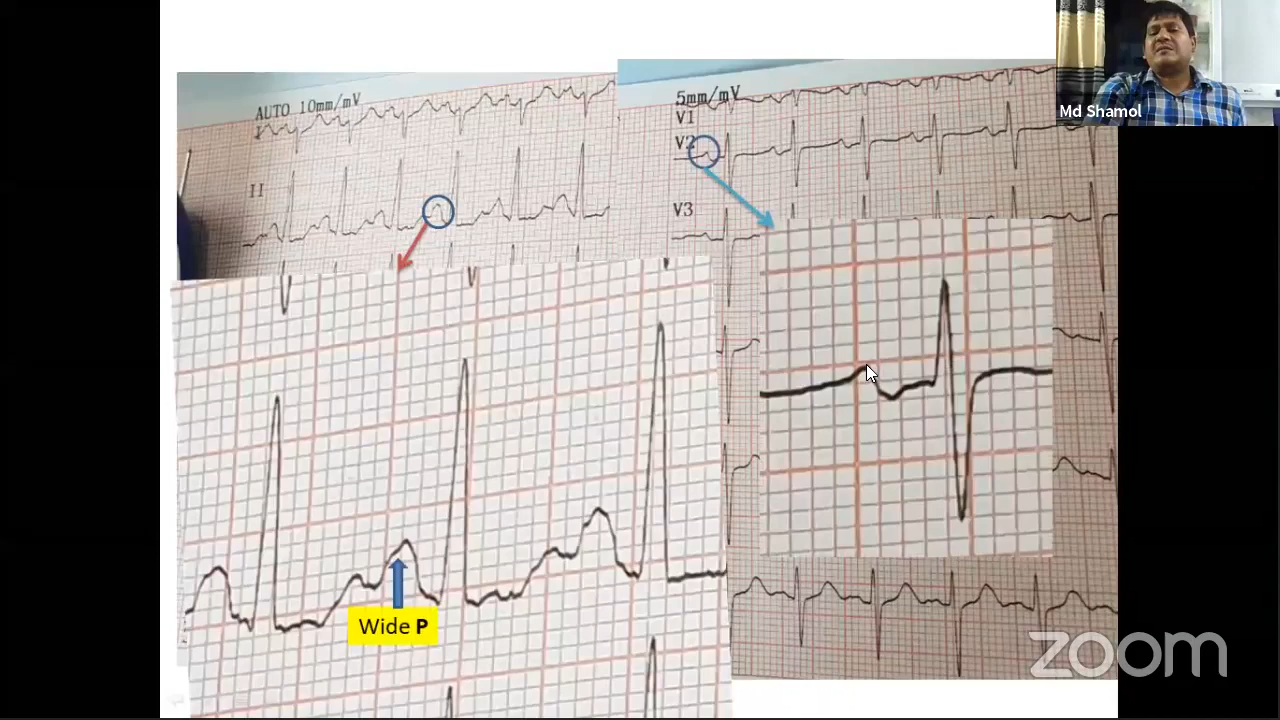 AUTO 10mm/mV
II
5mm/mV
V1
V2
V3
Md Shamol
Wide P
zoom